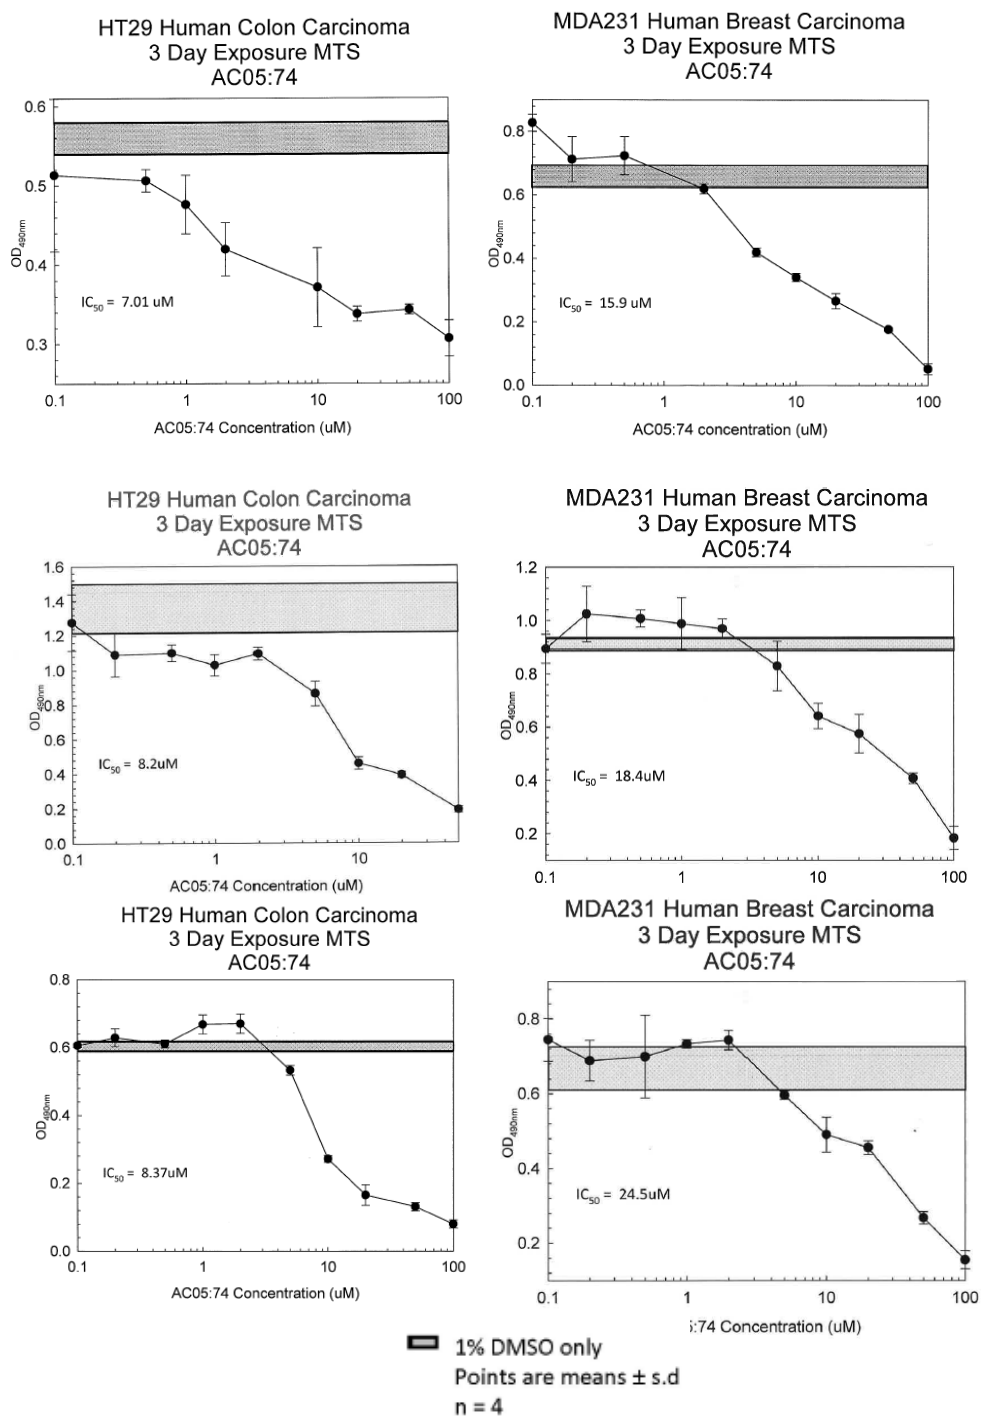 HT29 Human Colon Carcinoma
3 Day Exposure MTS
AC05:74
0.6
0.5
0.4
0.3
OD490nm
IC50 = 7.01 uM
0.1
1
10
100
AC05:74 Concentration (uM)
MDA231 Human Breast Carcinoma
3 Day Exposure MTS
AC05:74
0.8
0.6
0.4
0.2
0.0
OD490nm
IC50 = 15.9 uM
0.1
1
10
100
AC05:74 concentration (uM)
HT29 Human Colon Carcinoma
3 Day Exposure MTS
AC05:74
1.6
1.4
1.2
1.0
0.8
0.6
0.4
0.2
0.0
OD490nm
IC50 = 8.2uM
0.1
1
10
AC05:74 Concentration (uM)
MDA231 Human Breast Carcinoma
3 Day Exposure MTS
AC05:74
1.2
1.0
0.8
0.6
0.4
0.2
OD490nm
IC50 = 18.4uM
0.1
1
10
100
HT29 Human Colon Carcinoma
3 Day Exposure MTS
AC05:74
0.8
0.6
0.4
0.2
0.0
OD490nm
IC50 = 8.37uM
0.1
1
10
100
AC05:74 Concentration (uM)
MDA231 Human Breast Carcinoma
3 Day Exposure MTS
AC05:74
0.8
0.6
0.4
0.2
OD490nm
IC50 = 24.5uM
0.1
1
10
100
:74 Concentration (uM)
1% DMSO only
Points are means ± s.d
n = 4